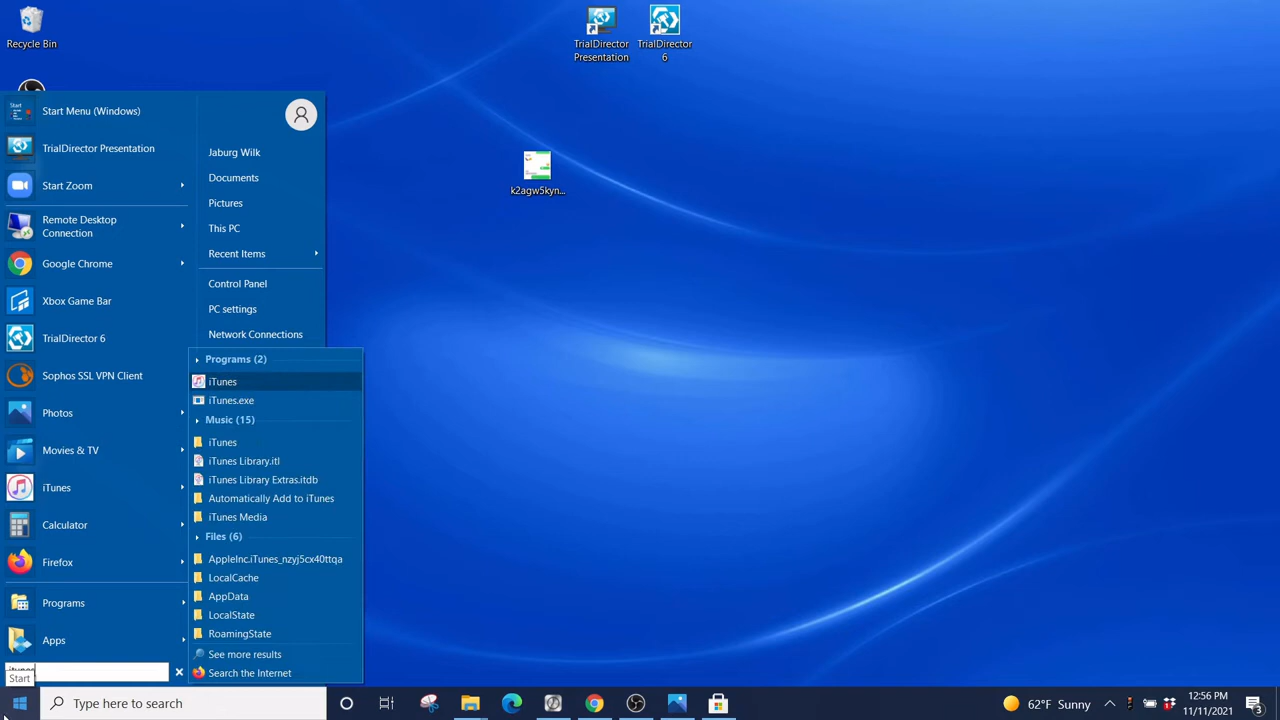 Recycle Bin
TrialDirector
Presentation
TrialDirector
6
k2agw5kyn...
Start Menu (Windows)
TrialDirector Presentation
Start Zoom
Remote Desktop
Connection
Google Chrome
Xbox Game Bar
TrialDirector 6
Sophos SSL VPN Client
Photos
Movies & TV
iTunes
Calculator
Firefox
Programs
Apps
Jaburg Wilk
Documents
Pictures
This PC
Recent Items
Control Panel
PC settings
Network Connections
Programs (2)
iTunes
iTunes.exe
Music (15)
iTunes
iTunes Library.itl
iTunes Library Extras.itdb
Automatically Add to iTunes
iTunes Media
Files (6)
AppleInc.iTunes_nzyj5cx40ttqa
LocalCache
AppData
LocalState
RoamingState
See more results
Search the Internet
itunes
Start
Type here to search
62°F Sunny
12:56 PM
11/11/2021
3